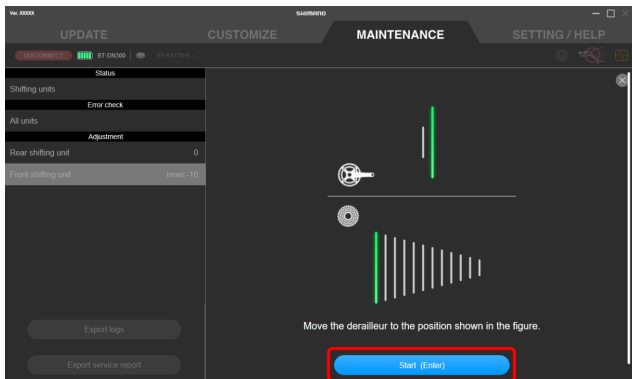 Ver. XXXXX
SHIMANO
UPDATE
CUSTOMIZE
MAINTENANCE
SETTING / HELP
DISCONNECT
BT-DN300
Status
Shifting units
Error check
All units
Adjustment
Rear shifting unit 0
Front shifting unit Inner -10
Move the derailleur to the position shown in the figure.
Export logs
Start (Enter)
Export service report